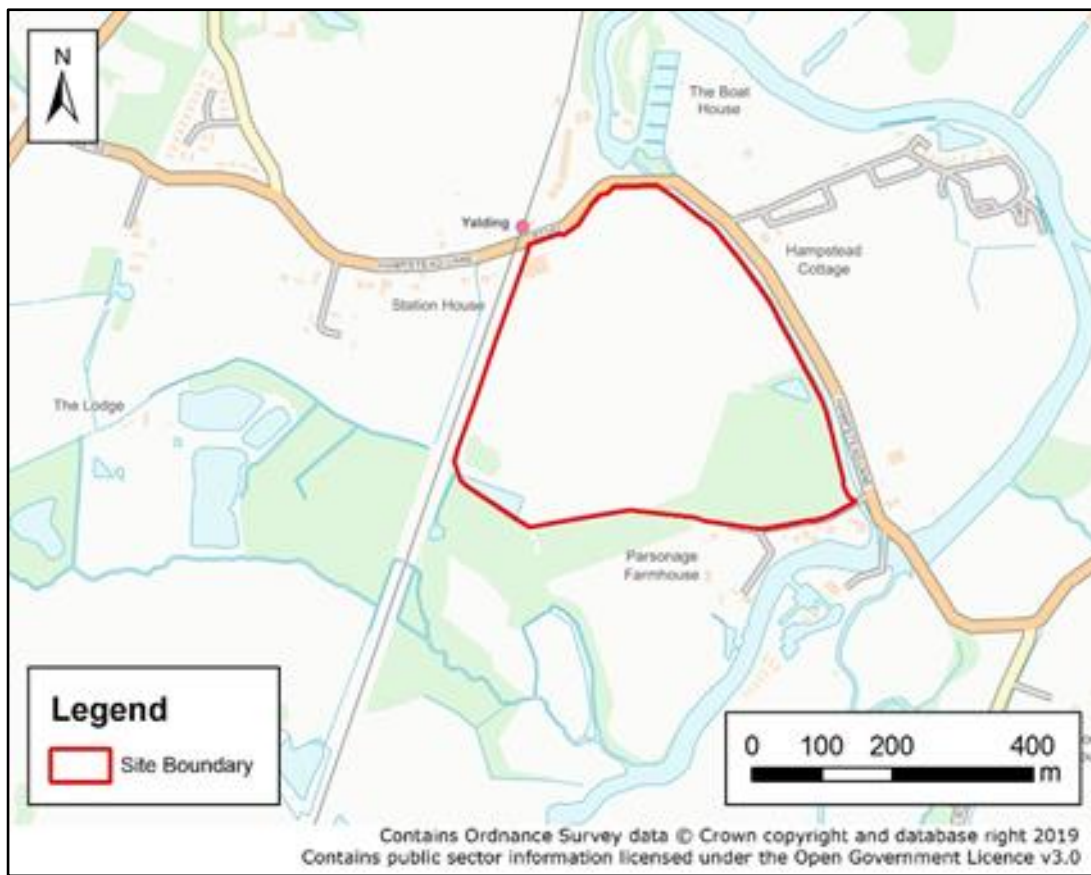 N
The Boat
House
Yalding
HAMPSTEAD LANE
Hampstead
Cottage
Station House
The Lodge
Parsonage
Farmhouse
Legend
Site Boundary
0 100 200 400
m
Contains Ordnance Survey data © Crown copyright and database right 2019
Contains public sector information licensed under the Open Government Licence v3.0